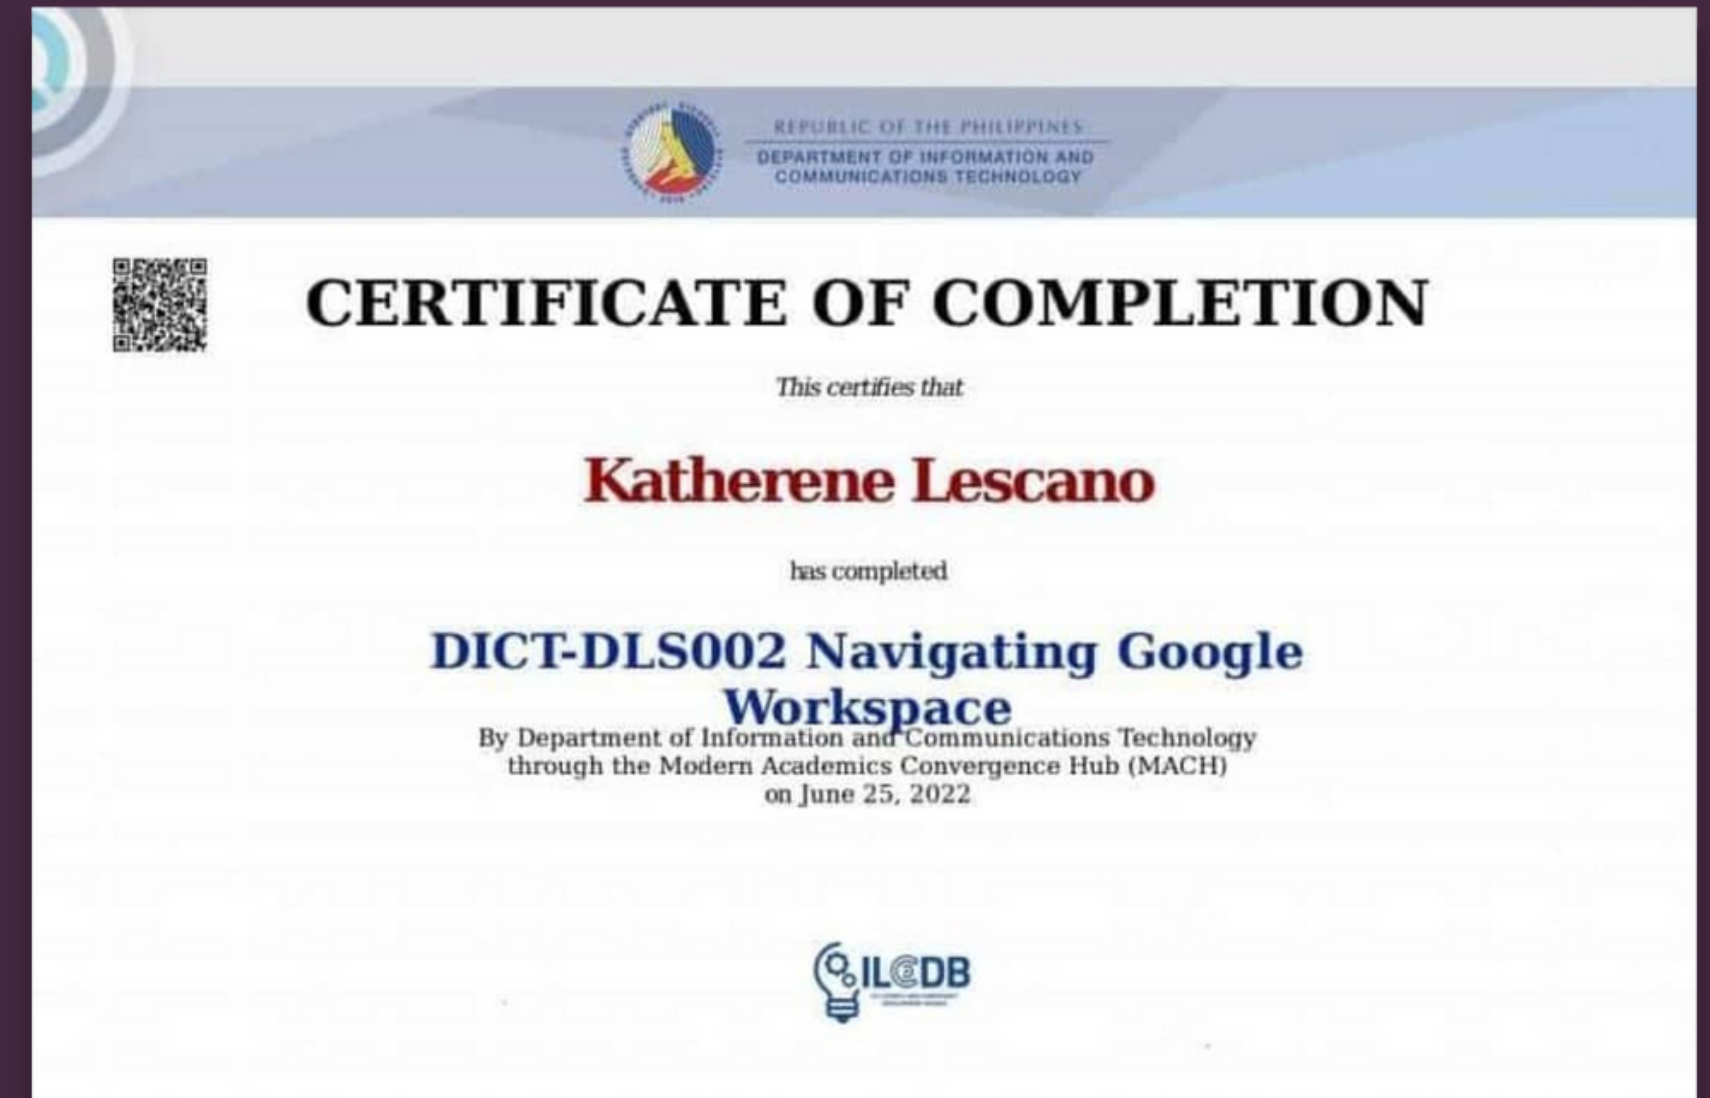 REPUBLIC OF THE PHILIPPINES
DEPARTMENT OF INFORMATION AND
COMMUNICATIONS TECHNOLOGY
CERTIFICATE OF COMPLETION
This certifies that
Katherene Lescano
has completed
DICT-DLS002 Navigating Google
Workspace
By Department of Information and Communications Technology
through the Modern Academics Convergence Hub (MACH)
on June 25, 2022
ILCDB